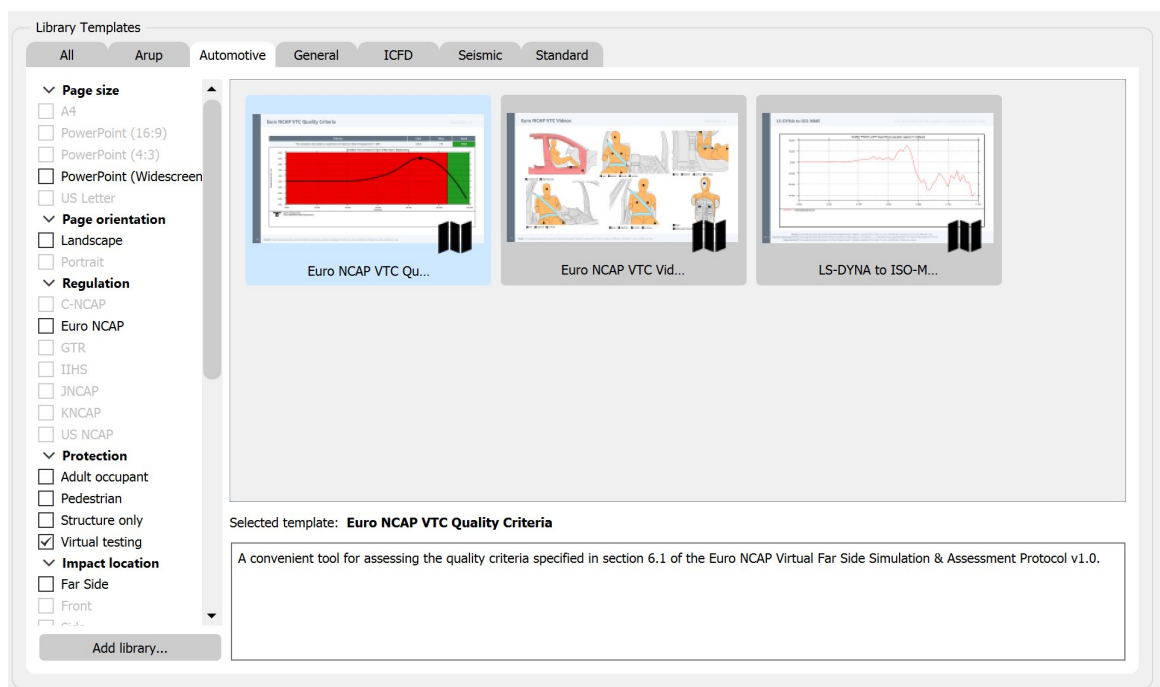 Library Templates
All Arup Automotive General ICFD Seismic Standard
Page size
A4
PowerPoint (16:9)
PowerPoint (4:3)
PowerPoint (Widescreen
US Letter
Page orientation
Landscape
Portrait
Regulation
C-NCAP
Euro NCAP
GTR
IIHS
JNCAP
KNCAP
US NCAP
Protection
Adult occupant
Pedestrian
Structure only
Virtual testing
Impact location
Far Side
Front
Add library...
Euro NCAP VTC Quality Criteria
Euro NCAP VTC Qu...
Euro NCAP VTC Videos
Euro NCAP VTC Vid...
LS-DYNA to ISO-MME
LS-DYNA to ISO-M...
Selected template: Euro NCAP VTC Quality Criteria
A convenient tool for assessing the quality criteria specified in section 6.1 of the Euro NCAP Virtual Far Side Simulation & Assessment Protocol v1.0.